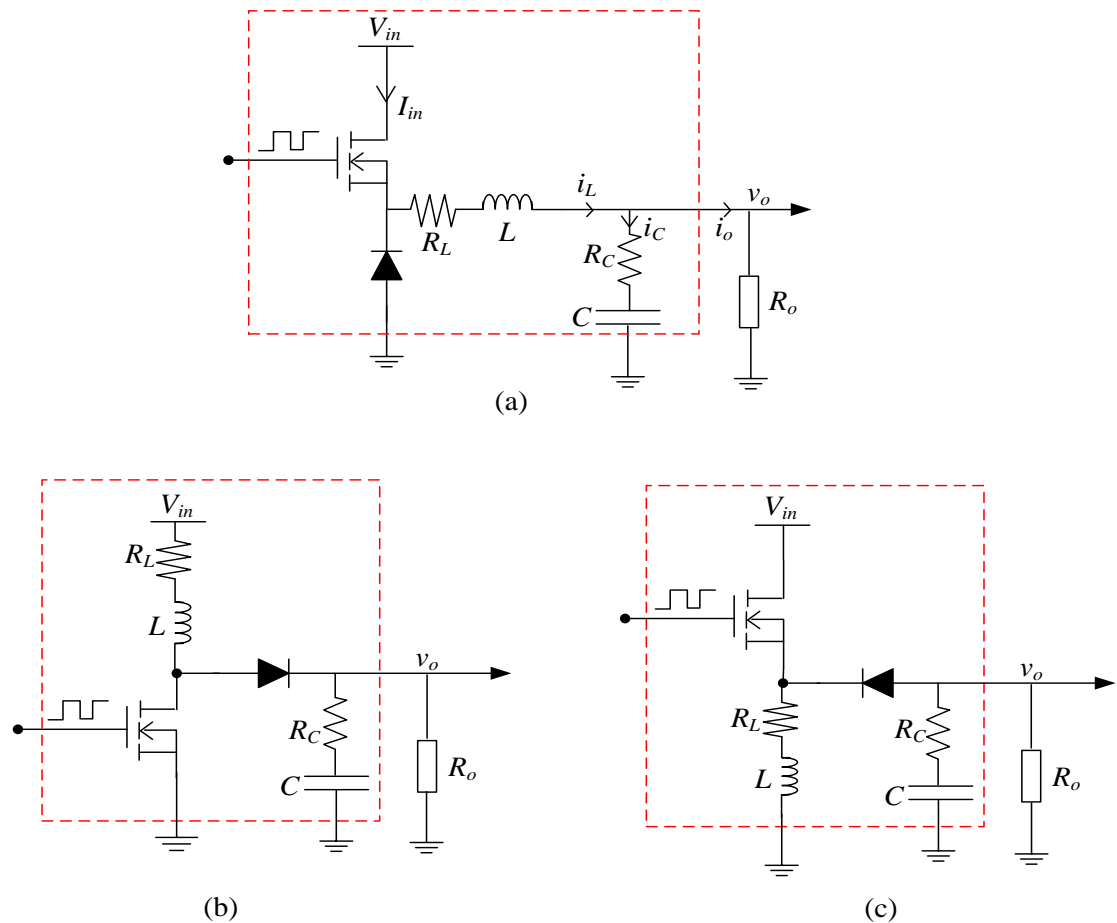 V_in
I_in
i_L
v_o
R_L
L
i_C
i_o
R_C
C
R_o
(a)
V_in
R_L
L
v_o
R_C
C
R_o
(b)
V_in
v_o
R_L
R_C
L
C
R_o
(c)